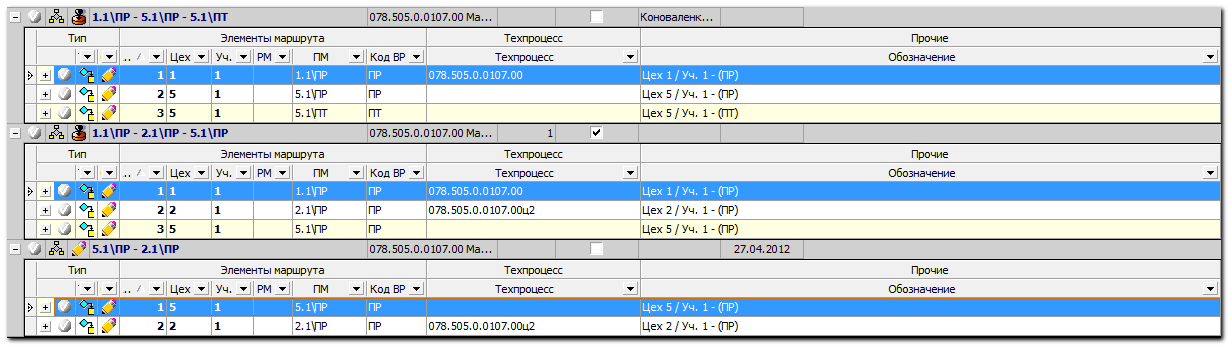 1.1\ПР - 5.1\ПР - 5.1\ПТ 078.505.0.0107.00 Ма... Коноваленк...
Тип Элементы маршрута Техпроцесс Прочие
.. Цех Уч. РМ ПМ Код ВР Техпроцесс Обозначение
1 1 1 1.1\ПР ПР 078.505.0.0107.00 Цех 1 / Уч. 1 - (ПР)
2 5 1 5.1\ПР ПР Цех 5 / Уч. 1 - (ПР)
3 5 1 5.1\ПТ ПТ Цех 5 / Уч. 1 - (ПТ)
1.1\ПР - 2.1\ПР - 5.1\ПР 078.505.0.0107.00 Ма... 1
Тип Элементы маршрута Техпроцесс Прочие
.. Цех Уч. РМ ПМ Код ВР Техпроцесс Обозначение
1 1 1 1.1\ПР ПР 078.505.0.0107.00 Цех 1 / Уч. 1 - (ПР)
2 2 1 2.1\ПР ПР 078.505.0.0107.00ц2 Цех 2 / Уч. 1 - (ПР)
3 5 1 5.1\ПР ПР Цех 5 / Уч. 1 - (ПР)
5.1\ПР - 2.1\ПР 078.505.0.0107.00 Ма... 27.04.2012
Тип Элементы маршрута Техпроцесс Прочие
.. Цех Уч. РМ ПМ Код ВР Техпроцесс Обозначение
1 5 1 5.1\ПР ПР Цех 5 / Уч. 1 - (ПР)
2 2 1 2.1\ПР ПР 078.505.0.0107.00ц2 Цех 2 / Уч. 1 - (ПР)